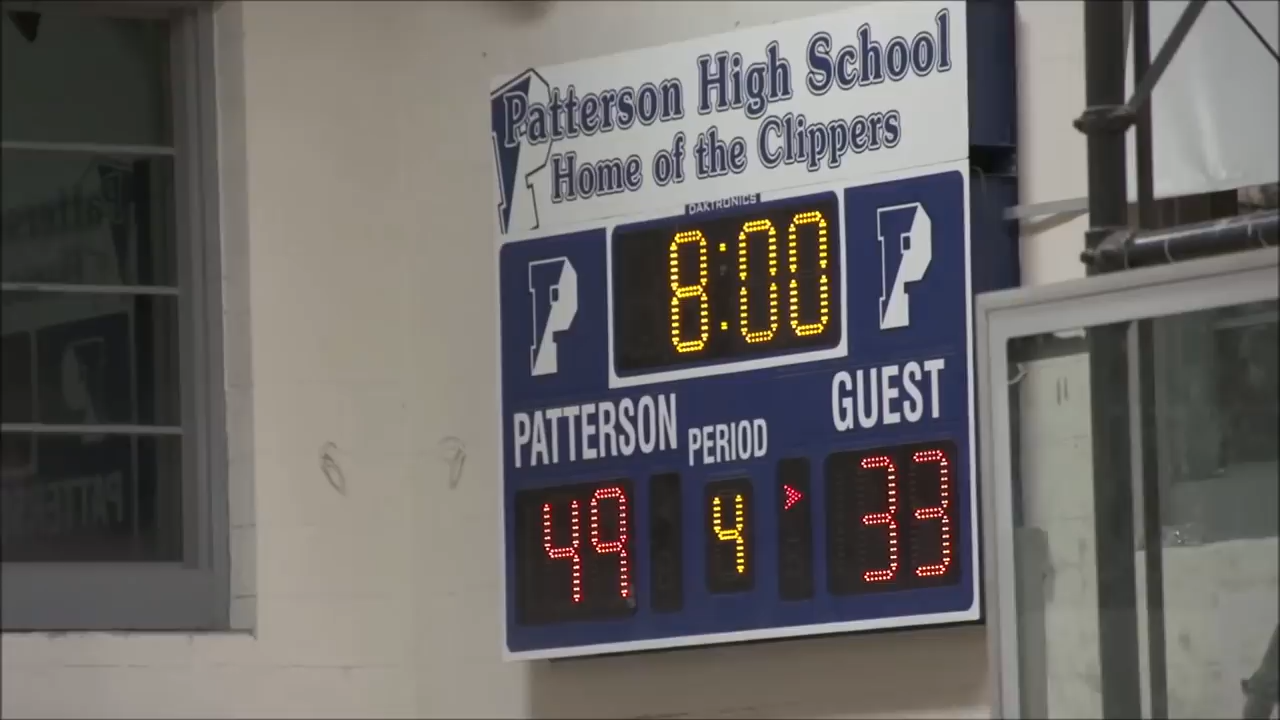 Patterson High School
Home of the Clippers
DAKTRONICS
P 8:00 P
PATTERSON PERIOD GUEST
49 4 33